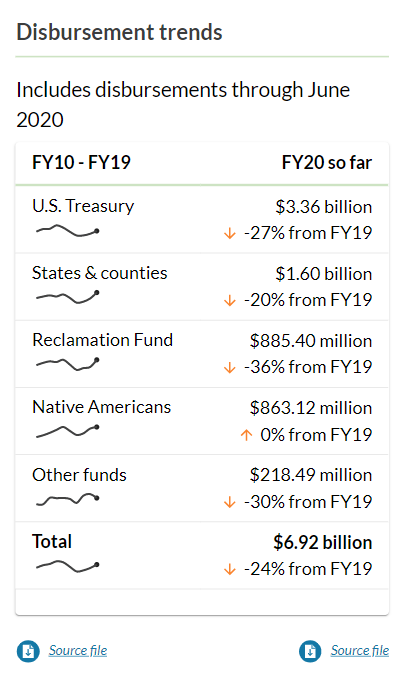 Disbursement trends
Includes disbursements through June
2020
FY10 - FY19 FY20 so far
U.S. Treasury $3.36 billion
-27% from FY19
States & counties $1.60 billion
-20% from FY19
Reclamation Fund $885.40 million
-36% from FY19
Native Americans $863.12 million
0% from FY19
Other funds $218.49 million
-30% from FY19
Total $6.92 billion
-24% from FY19
Source file Source file